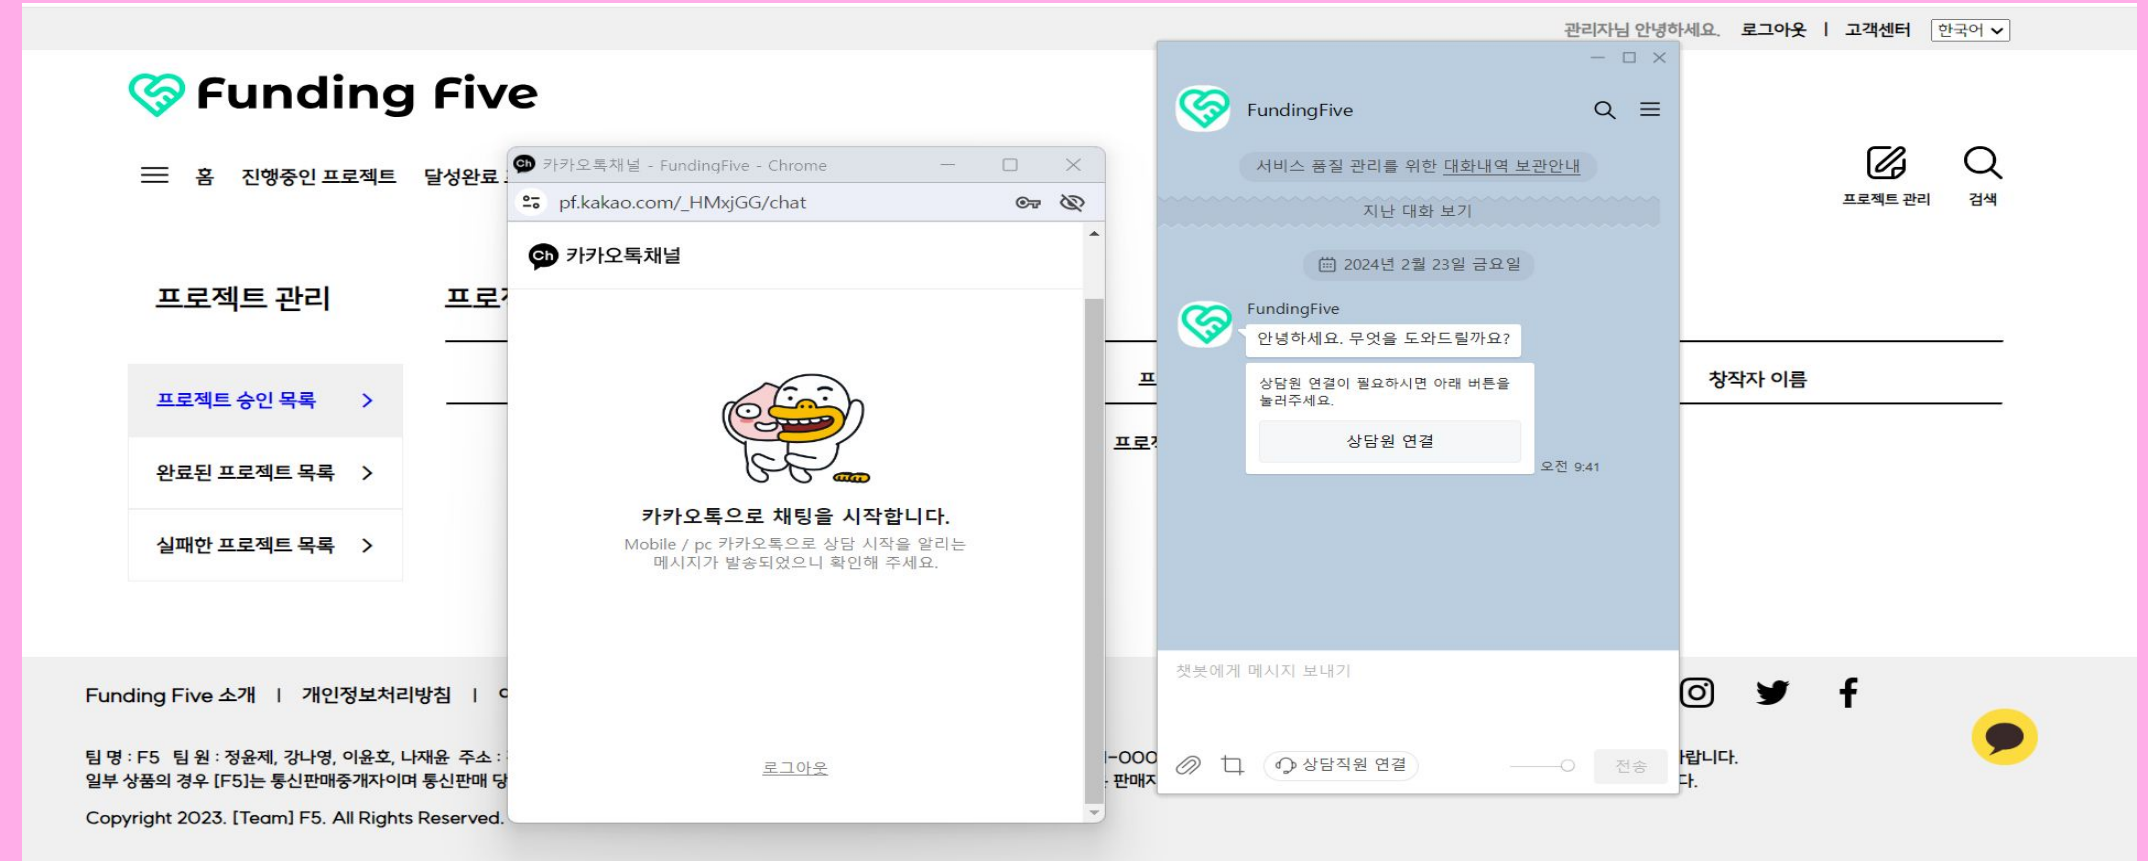 관리자님 안녕하세요. 로그아웃 | 고객센터 한국어
Funding Five
홈 진행중인 프로젝트 달성완료
프로젝트 관리 검색
프로젝트 관리
프로젝트 승인 목록 >
완료된 프로젝트 목록 >
실패한 프로젝트 목록 >
창작자 이름
카카오톡채널 - FundingFive - Chrome
pf.kakao.com/_HMxjGG/chat
Ch 카카오톡채널
카카오톡으로 채팅을 시작합니다.
Mobile / pc 카카오톡으로 상담 시작을 알리는
메시지가 발송되었으니 확인해 주세요.
로그아웃
FundingFive
서비스 품질 관리를 위한 대화내역 보관안내
지난 대화 보기
2024년 2월 23일 금요일
FundingFive
안녕하세요. 무엇을 도와드릴까요?
상담원 연결이 필요하시면 아래 버튼을
눌러주세요.
상담원 연결
오전 9:41
챗봇에게 메시지 보내기
상담직원 연결 전송
Funding Five 소개 | 개인정보처리방침 |
팀 명 : F5 팀 원 : 정윤제, 강나영, 이윤호, 나재윤 주소 :
일부 상품의 경우 [F5]는 통신판매중개자이며 통신판매
Copyright 2023. [Team] F5. All Rights Reserved.